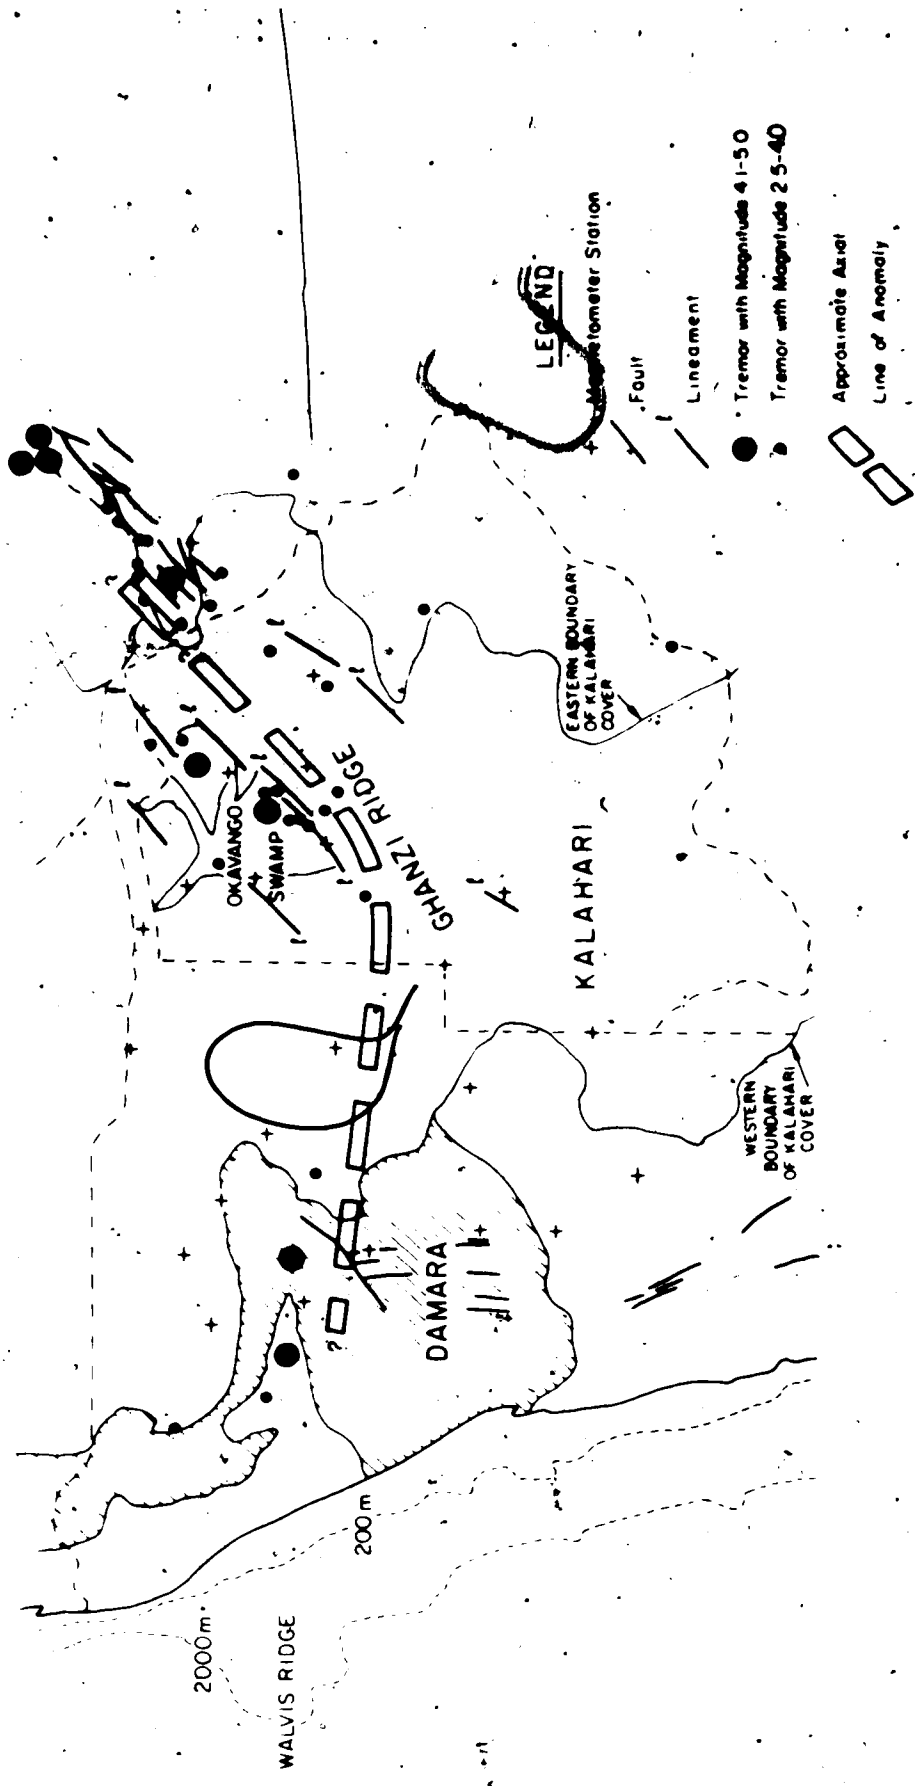 2000 m
WALVIS RIDGE
200 m
?
DAMARA
OKAVANGO
SWAMP
GHANZI RIDGE
KALAHARI
?
EASTERN BOUNDARY
OF KALAHARI
COVER
WESTERN
BOUNDARY
OF KALAHARI
COVER
LEGEND
Magnetometer Station
Fault
Lineament
Tremor with Magnitude 4 1-5 0
Tremor with Magnitude 2 5-4 0
Approximate Axial
Line of Anomaly